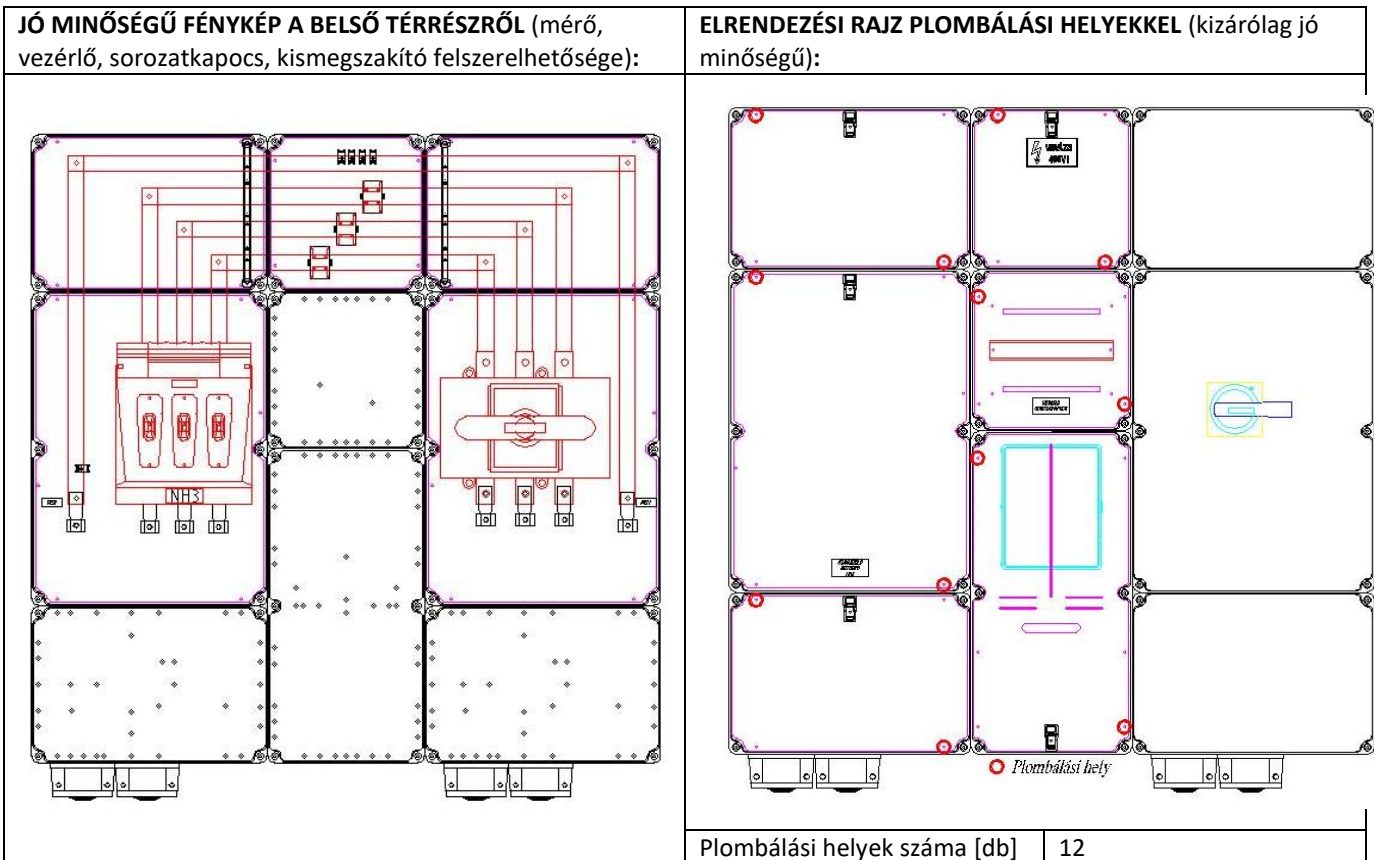 JÓ MINŐSÉGŰ FÉNYKÉP A BELSŐ TÉRRÉSZRŐL (mérő,
vezérlő, sorozatkapocs, kismegszakító felszerelhetősége):
ELRENDEZÉSI RAJZ PLOMBÁLÁSI HELYEKKEL (kizárólag jó
minőségű):
NH3
Plombálási hely
Plombálási helyek száma [db]
12